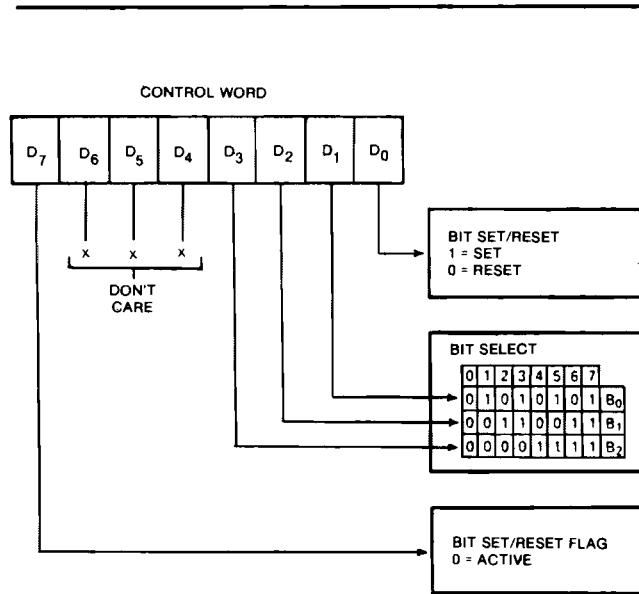 CONTROL WORD
D7 D6 D5 D4 D3 D2 D1 D0
X X X
DON'T
CARE
BIT SET/RESET
1 = SET
0 = RESET
BIT SELECT
0 1 2 3 4 5 6 7
0 1 0 1 0 1 0 1 B0
0 0 1 1 0 0 1 1 B1
0 0 0 0 1 1 1 1 B2
BIT SET/RESET FLAG
0 = ACTIVE